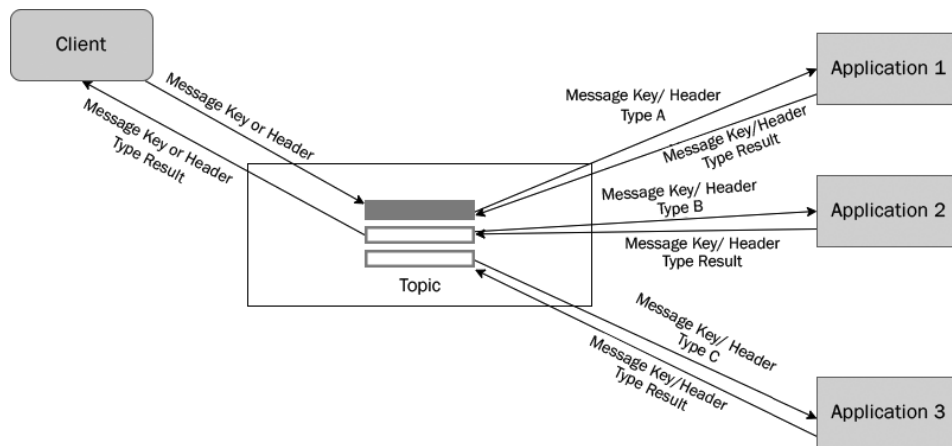 Client
Message Key or Header
Message Key or Header
Type Result
Topic
Message Key/ Header
Type A
Message Key/Header
Type Result
Application 1
Message Key/ Header
Type B
Message Key/ Header
Type Result
Application 2
Message Key/ Header
Type C
Message Key/Header
Type Result
Application 3